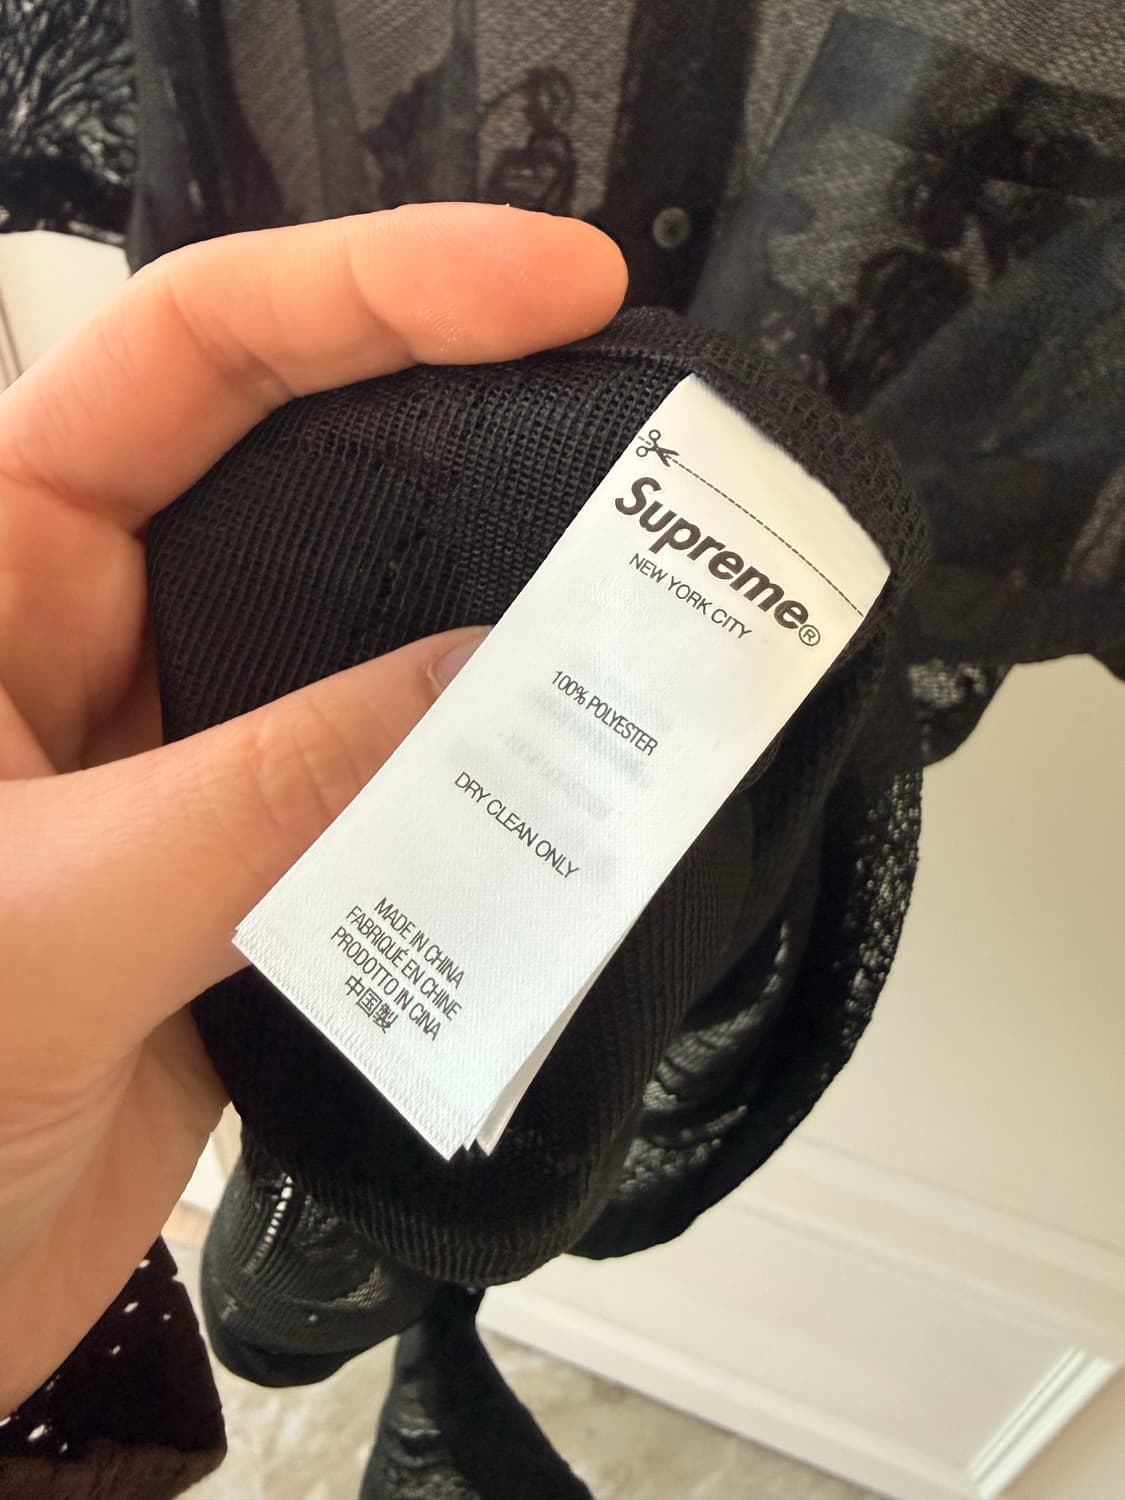 Supreme®
NEW YORK CITY
100% POLYESTER
DRY CLEAN ONLY
MADE IN CHINA
FABRIQUÉ EN CHINE
PRODOTTO IN CINA
中国製